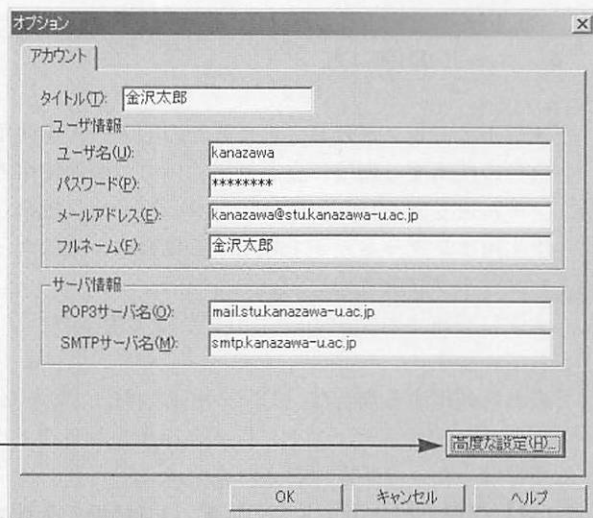 オプション
アカウント
タイトル(T): 金沢太郎
ユーザ情報
ユーザ名(U): kanazawa
パスワード(P): ********
メールアドレス(E): kanazawa@stu.kanazawa-u.ac.jp
フルネーム(F): 金沢太郎
サーバ情報
POP3サーバ名(O): mail.stu.kanazawa-u.ac.jp
SMTPサーバ名(M): smtp.kanazawa-u.ac.jp
高度な設定(H)...
OK キャンセル ヘルプ